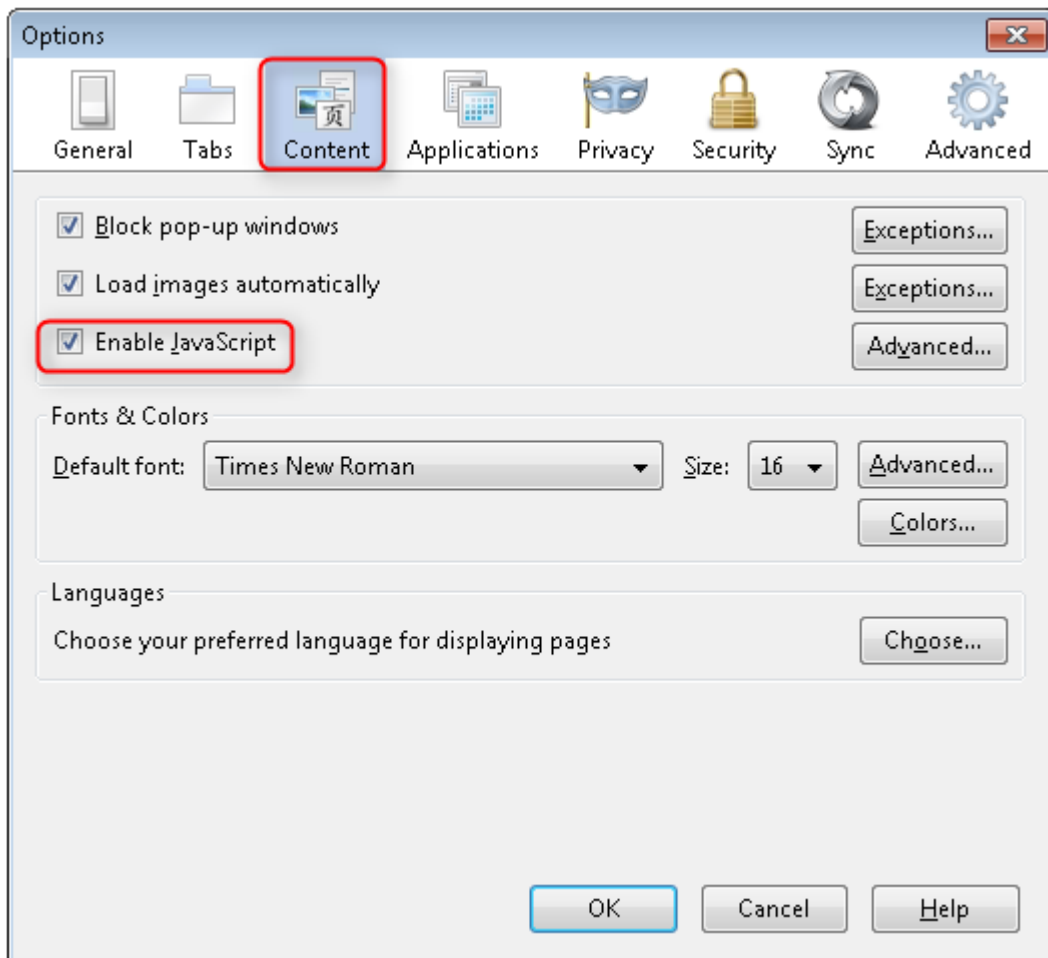 Options
General Tabs Content Applications Privacy Security Sync Advanced
页
Block pop-up windows Exceptions...
Load images automatically Exceptions...
Enable JavaScript Advanced...
Fonts & Colors
Default font: Times New Roman Size: 16 Advanced...
Colors...
Languages
Choose your preferred language for displaying pages Choose...
OK Cancel Help